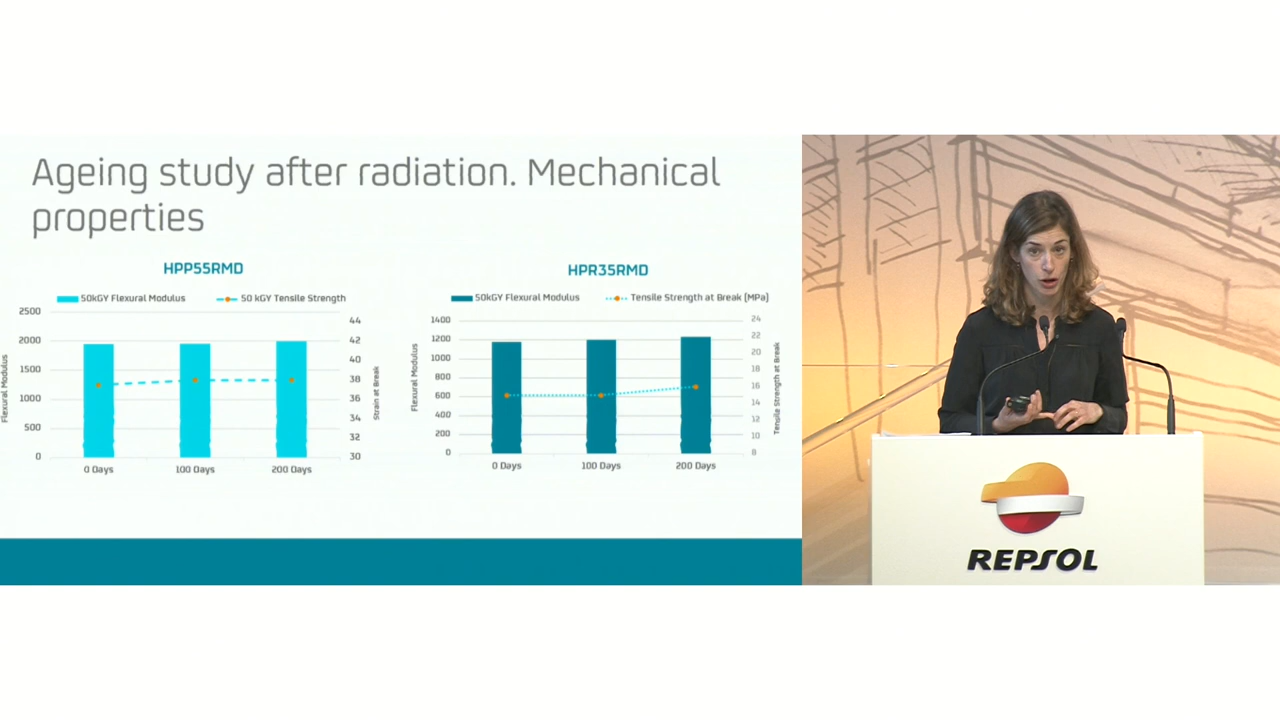 Ageing study after radiation. Mechanical
properties
HPP55RMD
50kGY Flexural Modulus
50 kGY Tensile Strength
2500
2000
1500
1000
500
0
Flexural Modulus
44
42
40
38
36
34
32
30
Strain at Break
0 Days
100 Days
200 Days
HPR35RMD
50kGY Flexural Modulus
Tensile Strength at Break (MPa)
1400
1200
1000
800
600
400
200
0
Flexural Modulus
24
22
20
18
16
14
12
10
8
Tensile Strength at Break
0 Days
100 Days
200 Days
REPSOL